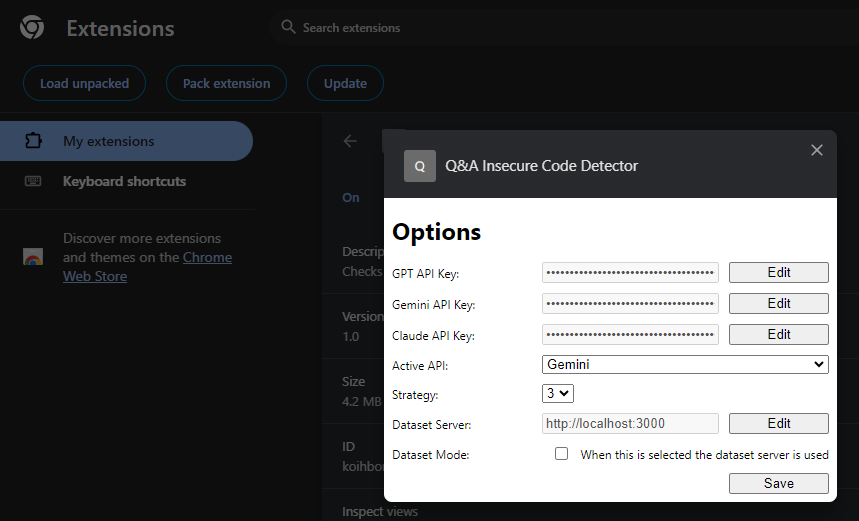 Extensions
Search extensions
Load unpacked
Pack extension
Update
My extensions
Keyboard shortcuts
Discover more extensions
and themes on the Chrome
Web Store
On
Descrip
Checks
Version
1.0
Size
4.2 MB
ID
koihbo
Inspect views
Q
Q&A Insecure Code Detector
Options
GPT API Key: •••••••••••••••••••••••••••••••••••• Edit
Gemini API Key: •••••••••••••••••••••••••••••••••••• Edit
Claude API Key: •••••••••••••••••••••••••••••••••••• Edit
Active API: Gemini
Strategy: 3
Dataset Server: http://localhost:3000 Edit
Dataset Mode: When this is selected the dataset server is used
Save